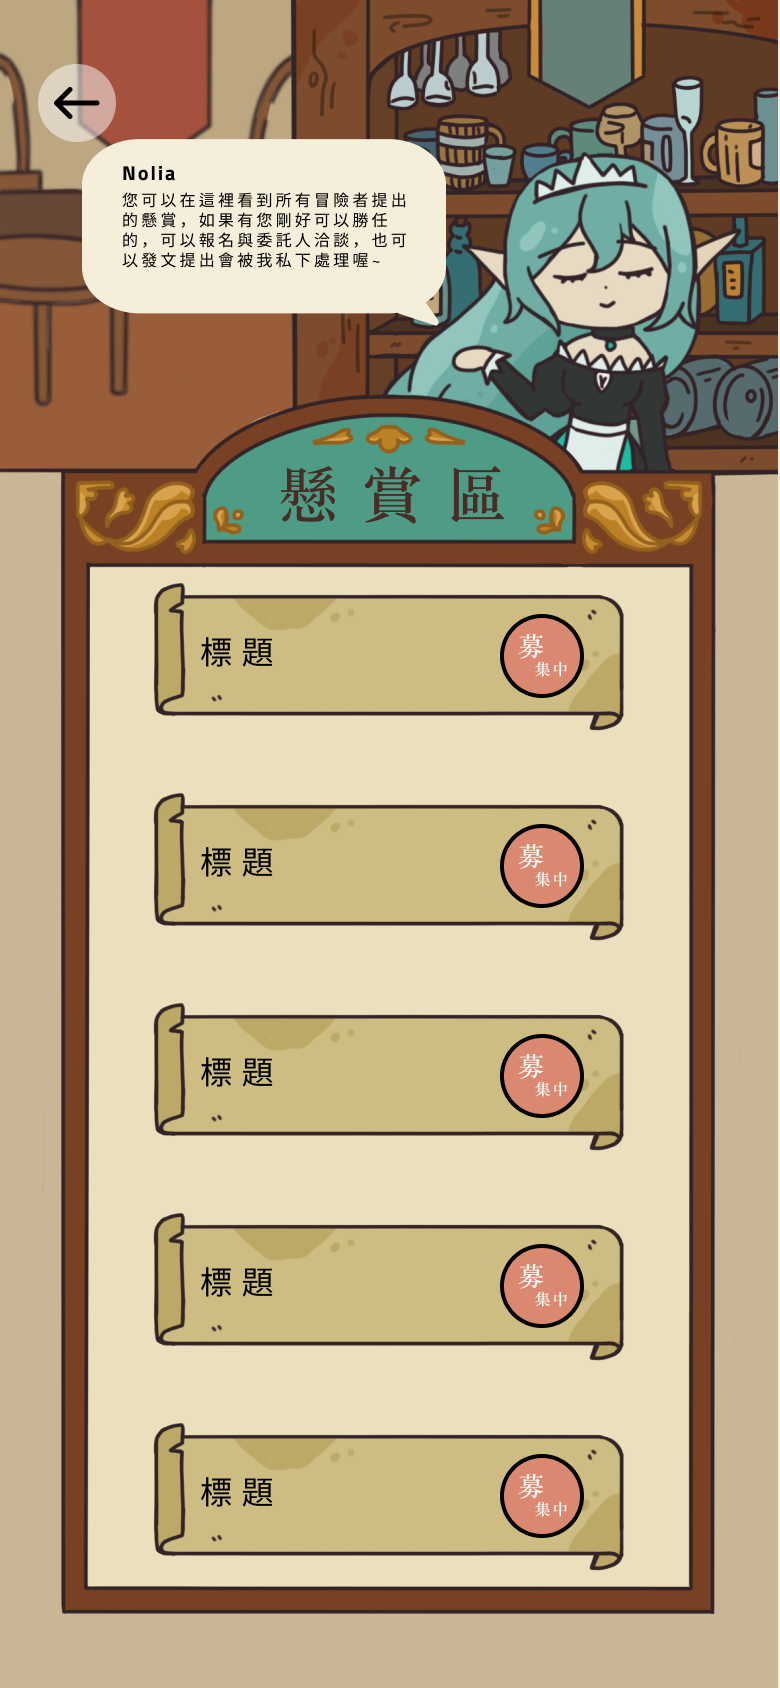 Nolia
您可以在這裡看到所有冒險者提出
的懸賞，如果有您剛好可以勝任
的，可以報名與委託人洽談，也可
以發文提出會被我私下處理喔~
懸賞區
標題
募
集中
標題
募
集中
標題
募
集中
標題
募
集中
標題
募
集中